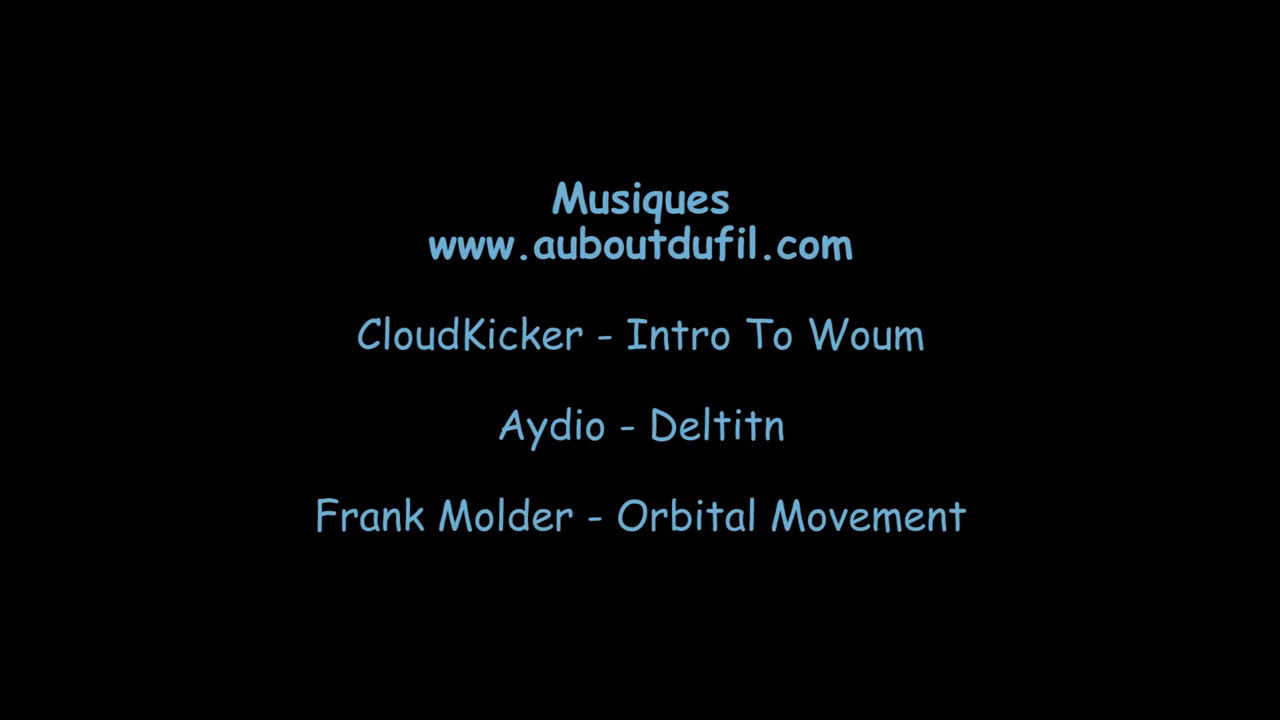 Musiques
www.auboutdufil.com
CloudKicker - Intro To Woum
Aydio - Deltitn
Frank Molder - Orbital Movement